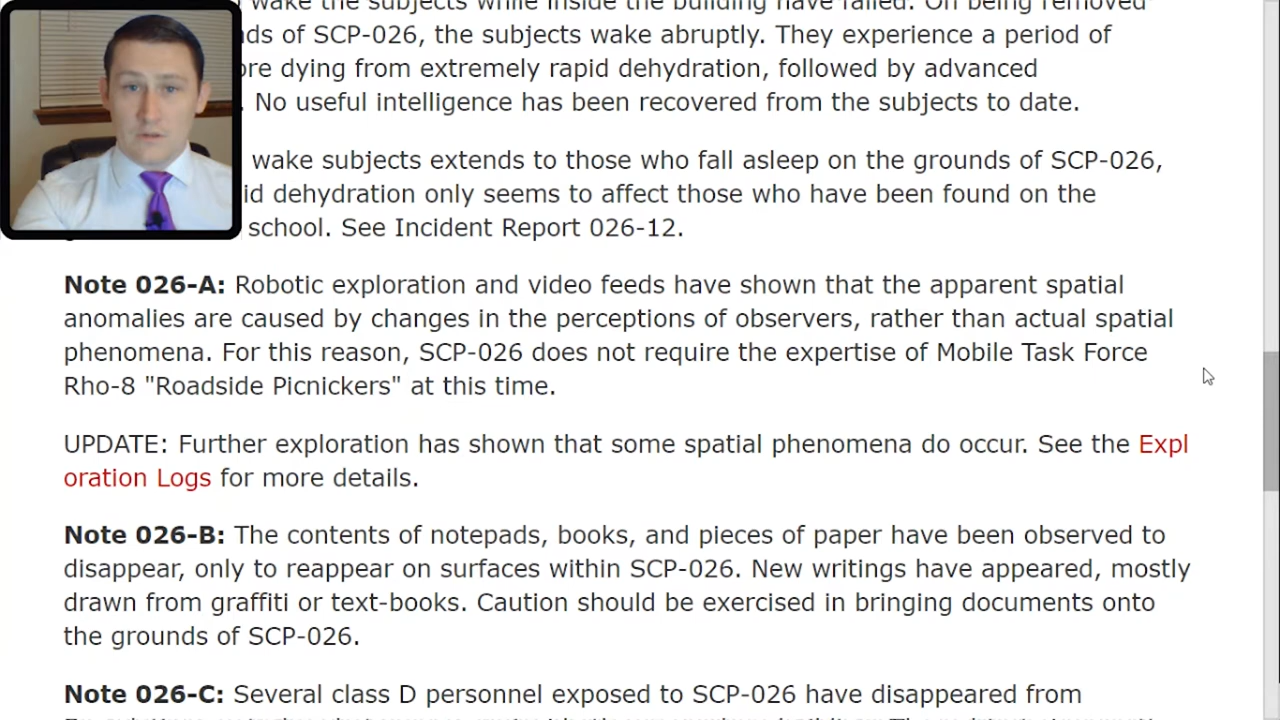 wake the subjects while inside the building have failed. On being removed
ds of SCP-026, the subjects wake abruptly. They experience a period of
ore dying from extremely rapid dehydration, followed by advanced
. No useful intelligence has been recovered from the subjects to date.
wake subjects extends to those who fall asleep on the grounds of SCP-026,
id dehydration only seems to affect those who have been found on the
school. See Incident Report 026-12.
Note 026-A: Robotic exploration and video feeds have shown that the apparent spatial
anomalies are caused by changes in the perceptions of observers, rather than actual spatial
phenomena. For this reason, SCP-026 does not require the expertise of Mobile Task Force
Rho-8 "Roadside Picnickers" at this time.
UPDATE: Further exploration has shown that some spatial phenomena do occur. See the Expl
oration Logs for more details.
Note 026-B: The contents of notepads, books, and pieces of paper have been observed to
disappear, only to reappear on surfaces within SCP-026. New writings have appeared, mostly
drawn from graffiti or text-books. Caution should be exercised in bringing documents onto
the grounds of SCP-026.
Note 026-C: Several class D personnel exposed to SCP-026 have disappeared from